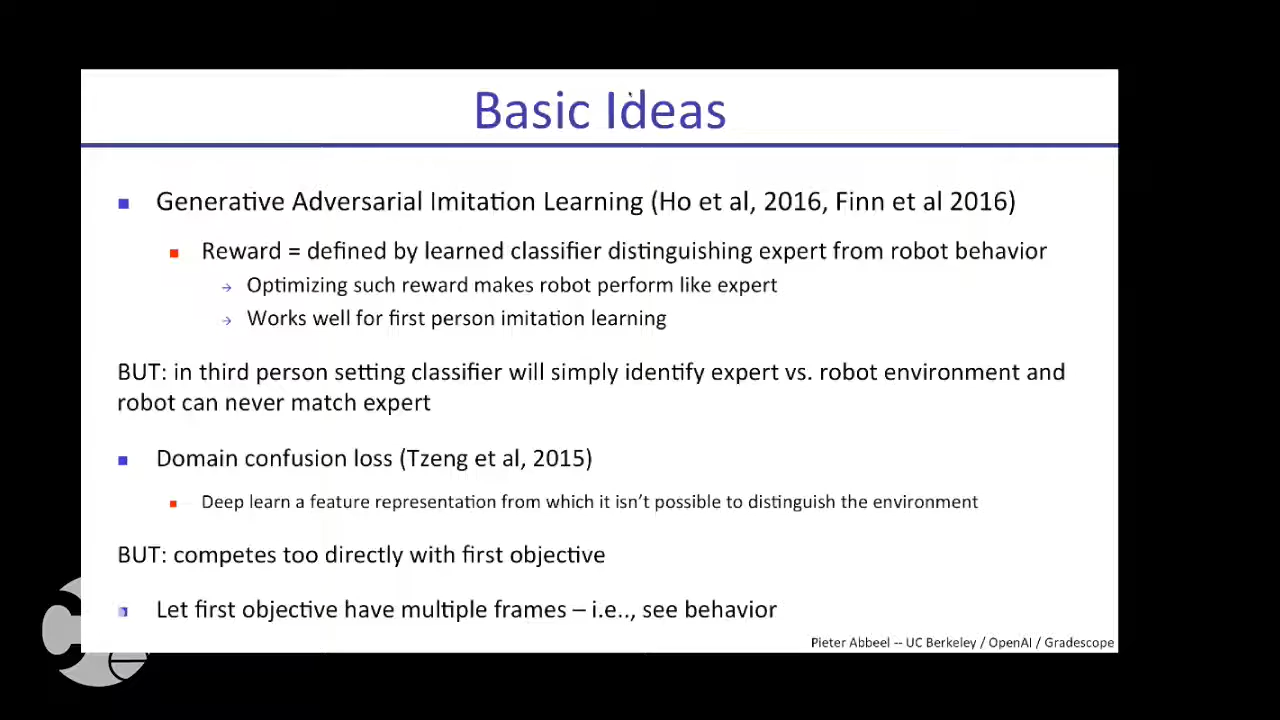 Basic Ideas
Generative Adversarial Imitation Learning (Ho et al, 2016, Finn et al 2016)
Reward = defined by learned classifier distinguishing expert from robot behavior
→ Optimizing such reward makes robot perform like expert
→ Works well for first person imitation learning
BUT: in third person setting classifier will simply identify expert vs. robot environment and
robot can never match expert
Domain confusion loss (Tzeng et al, 2015)
Deep learn a feature representation from which it isn't possible to distinguish the environment
BUT: competes too directly with first objective
Let first objective have multiple frames – i.e.., see behavior
Pieter Abbeel -- UC Berkeley / OpenAI / Gradescope